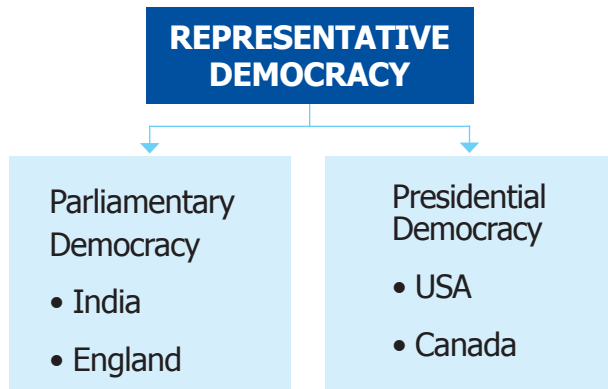 REPRESENTATIVE
DEMOCRACY
Parliamentary
Democracy
• India
• England
Presidential
Democracy
• USA
• Canada